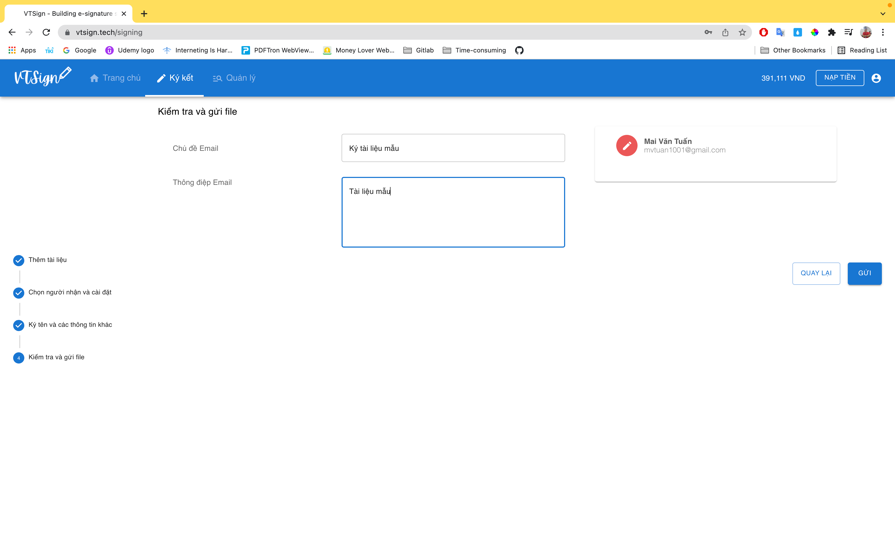 VTSign - Building e-signature
vtsign.tech/signing
Apps
tiki
Google
Udemy logo
Interneting Is Har...
PDFTron WebView...
Money Lover Web...
Gitlab
Time-consuming
Other Bookmarks
Reading List
VTSign
Trang chủ
Ký kết
Quản lý
391,111 VND
NẠP TIỀN
Kiểm tra và gửi file
Chủ đề Email
Ký tài liệu mẫu
Thông điệp Email
Tài liệu mẫu
Mai Văn Tuấn
mvtuan1001@gmail.com
Thêm tài liệu
Chọn người nhận và cài đặt
Ký tên và các thông tin khác
4
Kiểm tra và gửi file
QUAY LẠI
GỬI